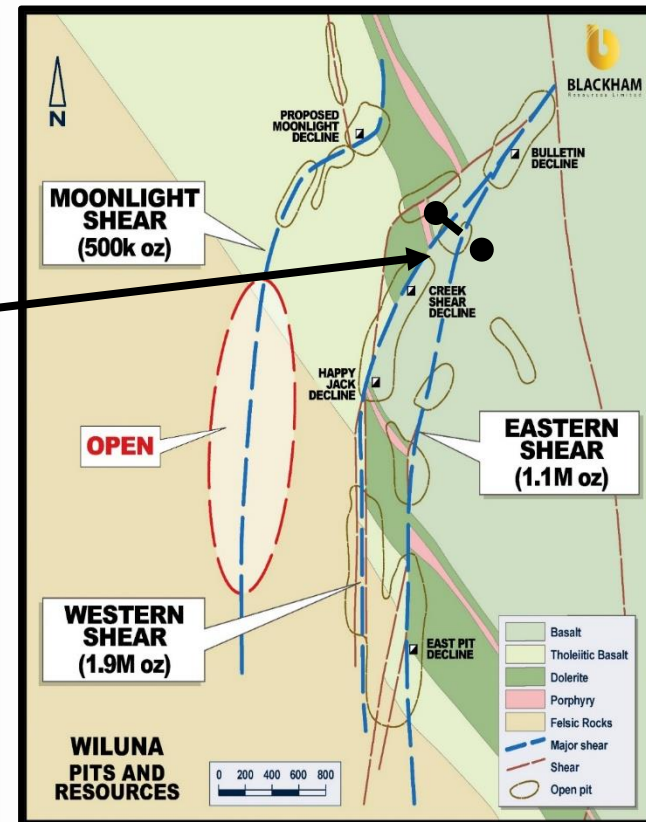 BLACKHAM
Resources Limited
N
PROPOSED
MOONLIGHT
DECLINE
BULLETIN
DECLINE
MOONLIGHT
SHEAR
(500k oz)
CREEK
SHEAR
DECLINE
HAPPY
JACK
DECLINE
OPEN
EASTERN
SHEAR
(1.1M oz)
WESTERN
SHEAR
(1.9M oz)
EAST PIT
DECLINE
WILUNA
PITS AND
RESOURCES
0 200 400 600 800
Basalt
Tholeiitic Basalt
Dolerite
Porphyry
Felsic Rocks
Major shear
Shear
Open pit